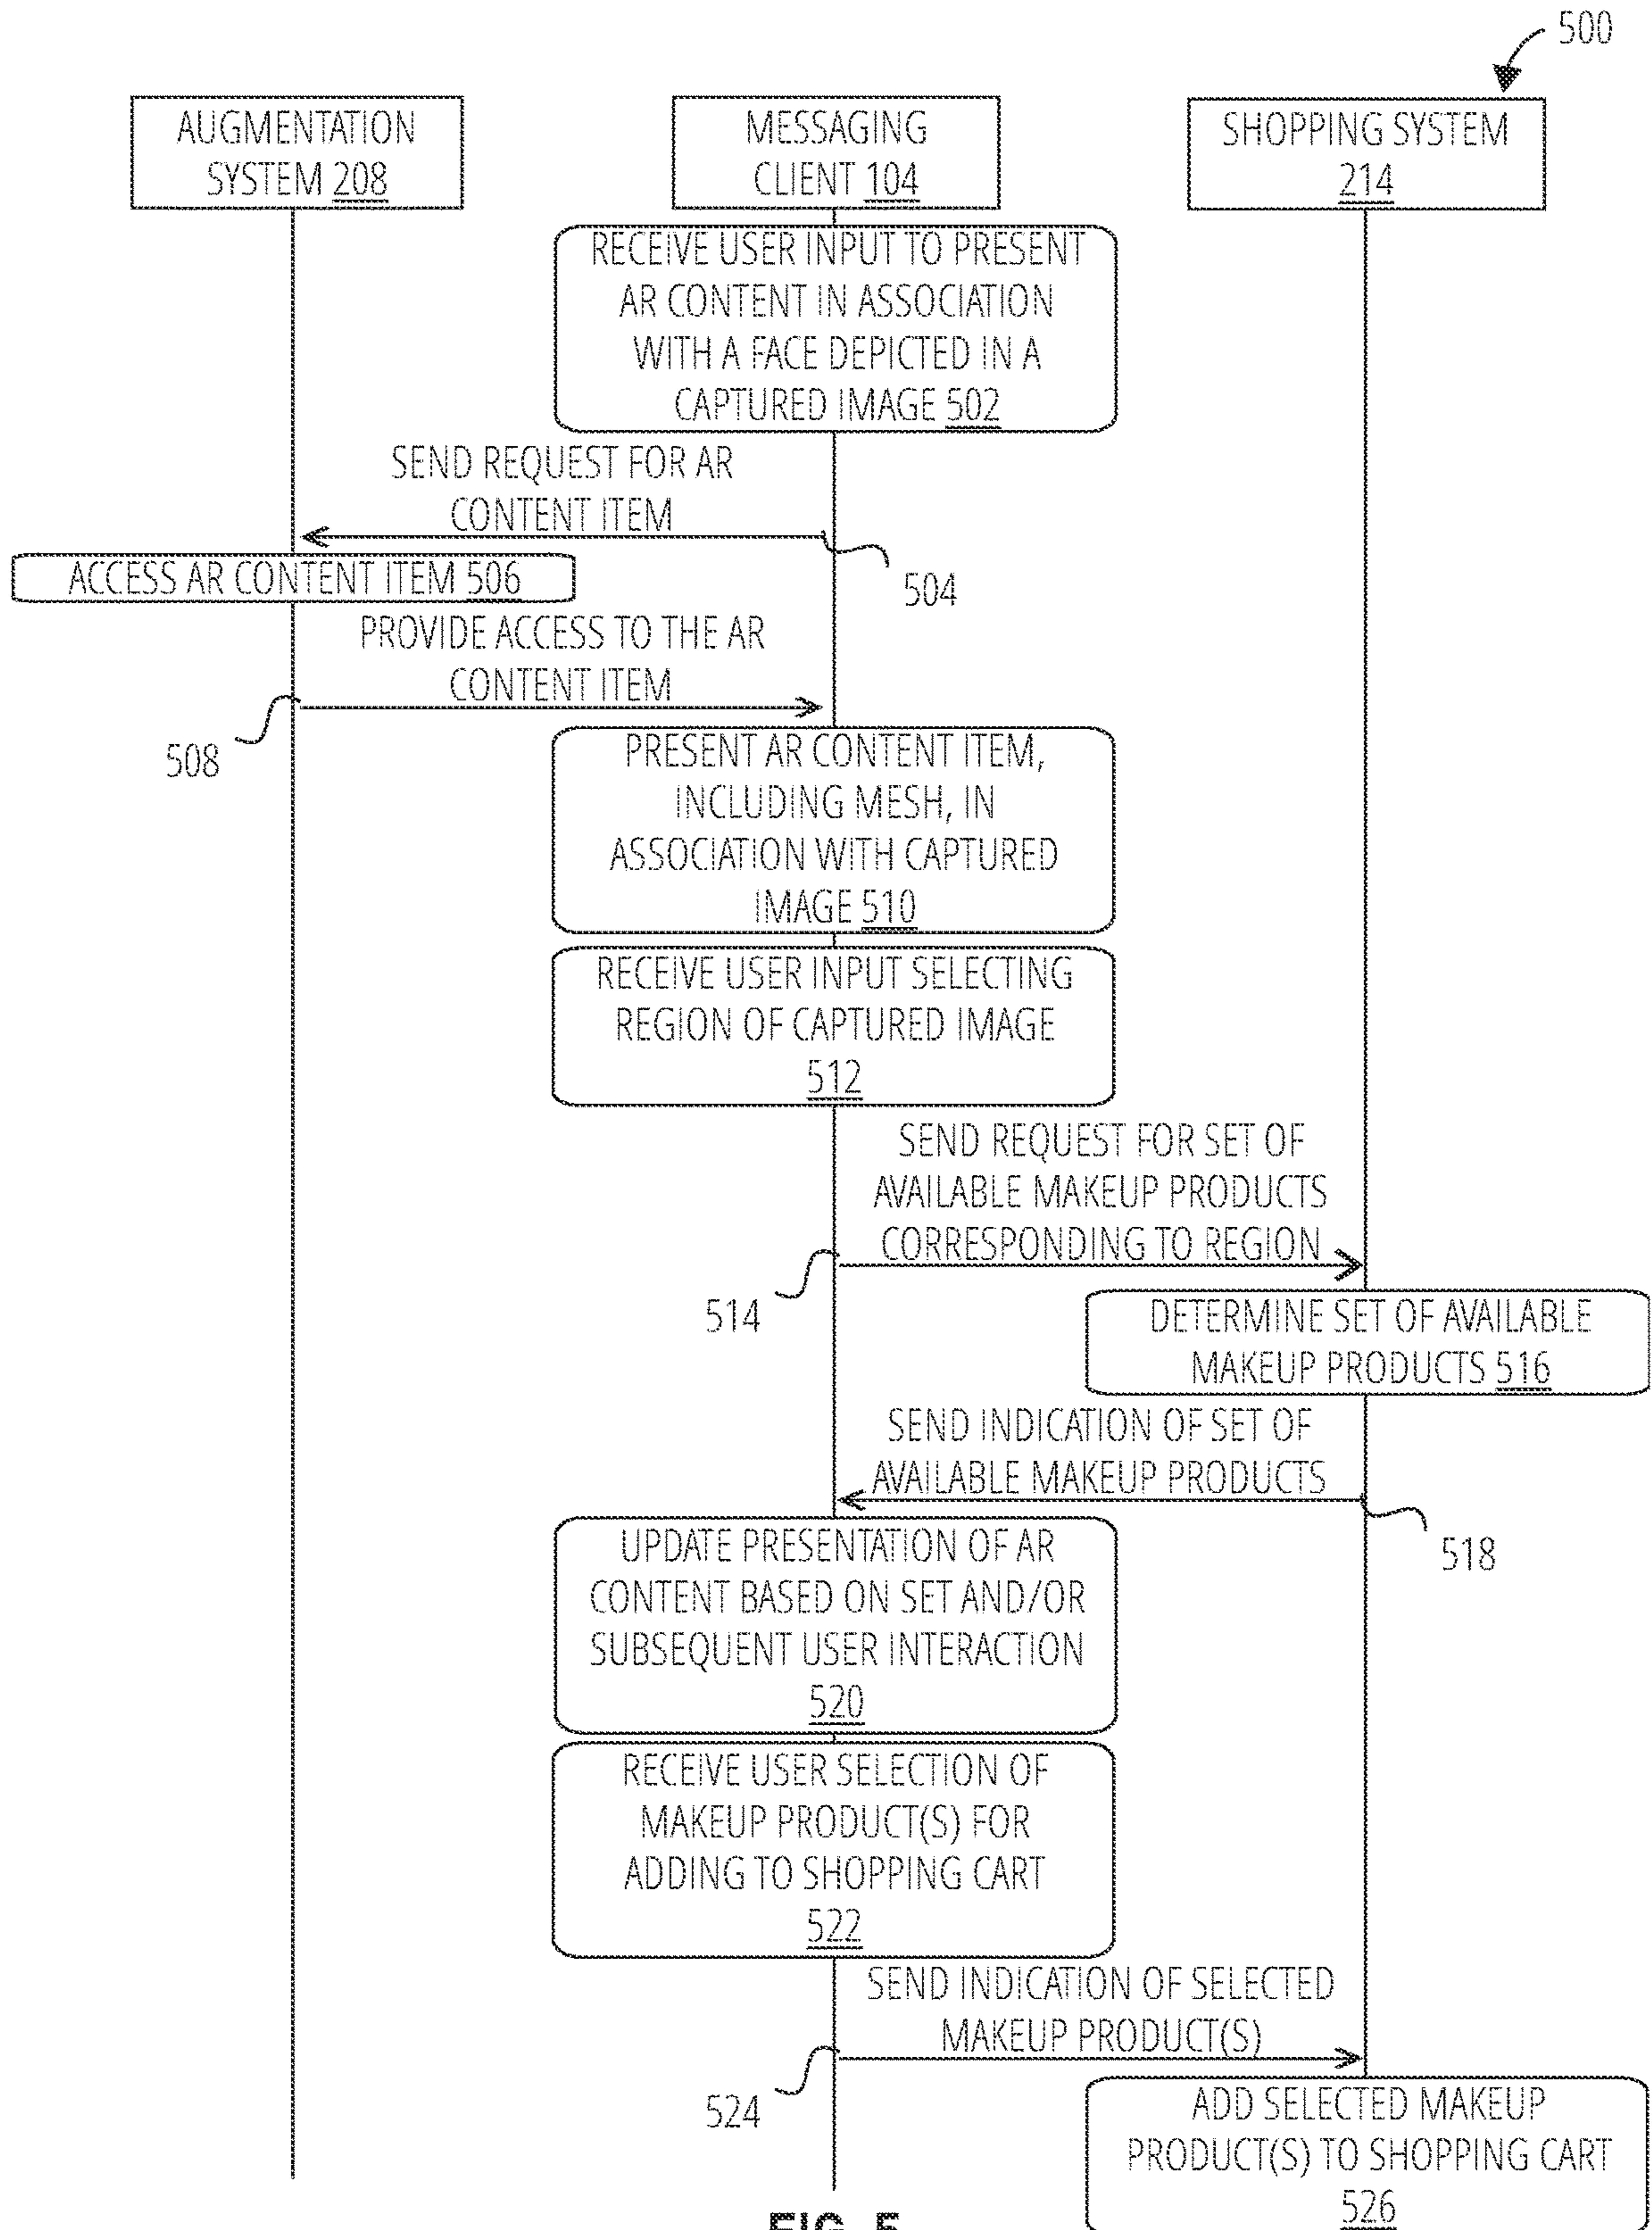 500
AUGMENTATION
SYSTEM 208
MESSAGING
CLIENT 104
SHOPPING SYSTEM
214
RECEIVE USER INPUT TO PRESENT
AR CONTENT IN ASSOCIATION
WITH A FACE DEPICTED IN A
CAPTURED IMAGE 502
SEND REQUEST FOR AR
CONTENT ITEM
504
ACCESS AR CONTENT ITEM 506
PROVIDE ACCESS TO THE AR
CONTENT ITEM
508
PRESENT AR CONTENT ITEM,
INCLUDING MESH, IN
ASSOCIATION WITH CAPTURED
IMAGE 510
RECEIVE USER INPUT SELECTING
REGION OF CAPTURED IMAGE
512
SEND REQUEST FOR SET OF
AVAILABLE MAKEUP PRODUCTS
CORRESPONDING TO REGION
514
DETERMINE SET OF AVAILABLE
MAKEUP PRODUCTS 516
SEND INDICATION OF SET OF
AVAILABLE MAKEUP PRODUCTS
518
UPDATE PRESENTATION OF AR
CONTENT BASED ON SET AND/OR
SUBSEQUENT USER INTERACTION
520
RECEIVE USER SELECTION OF
MAKEUP PRODUCT(S) FOR
ADDING TO SHOPPING CART
522
SEND INDICATION OF SELECTED
MAKEUP PRODUCT(S)
524
ADD SELECTED MAKEUP
PRODUCT(S) TO SHOPPING CART
526
FIG. 5